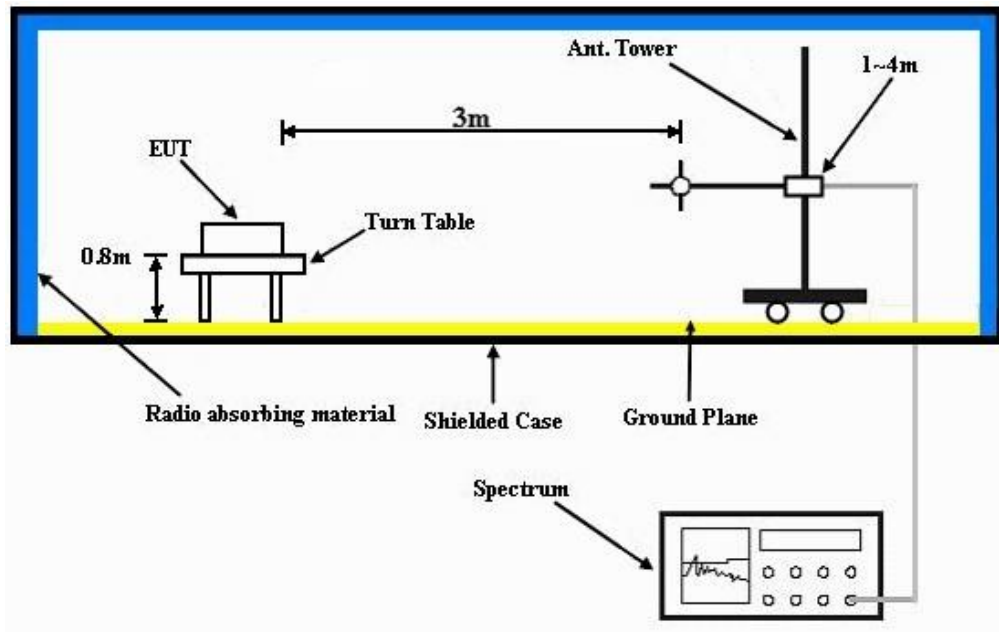 Ant. Tower
1~4m
3m
EUT
Turn Table
0.8m
Radio absorbing material
Shielded Case
Ground Plane
Spectrum